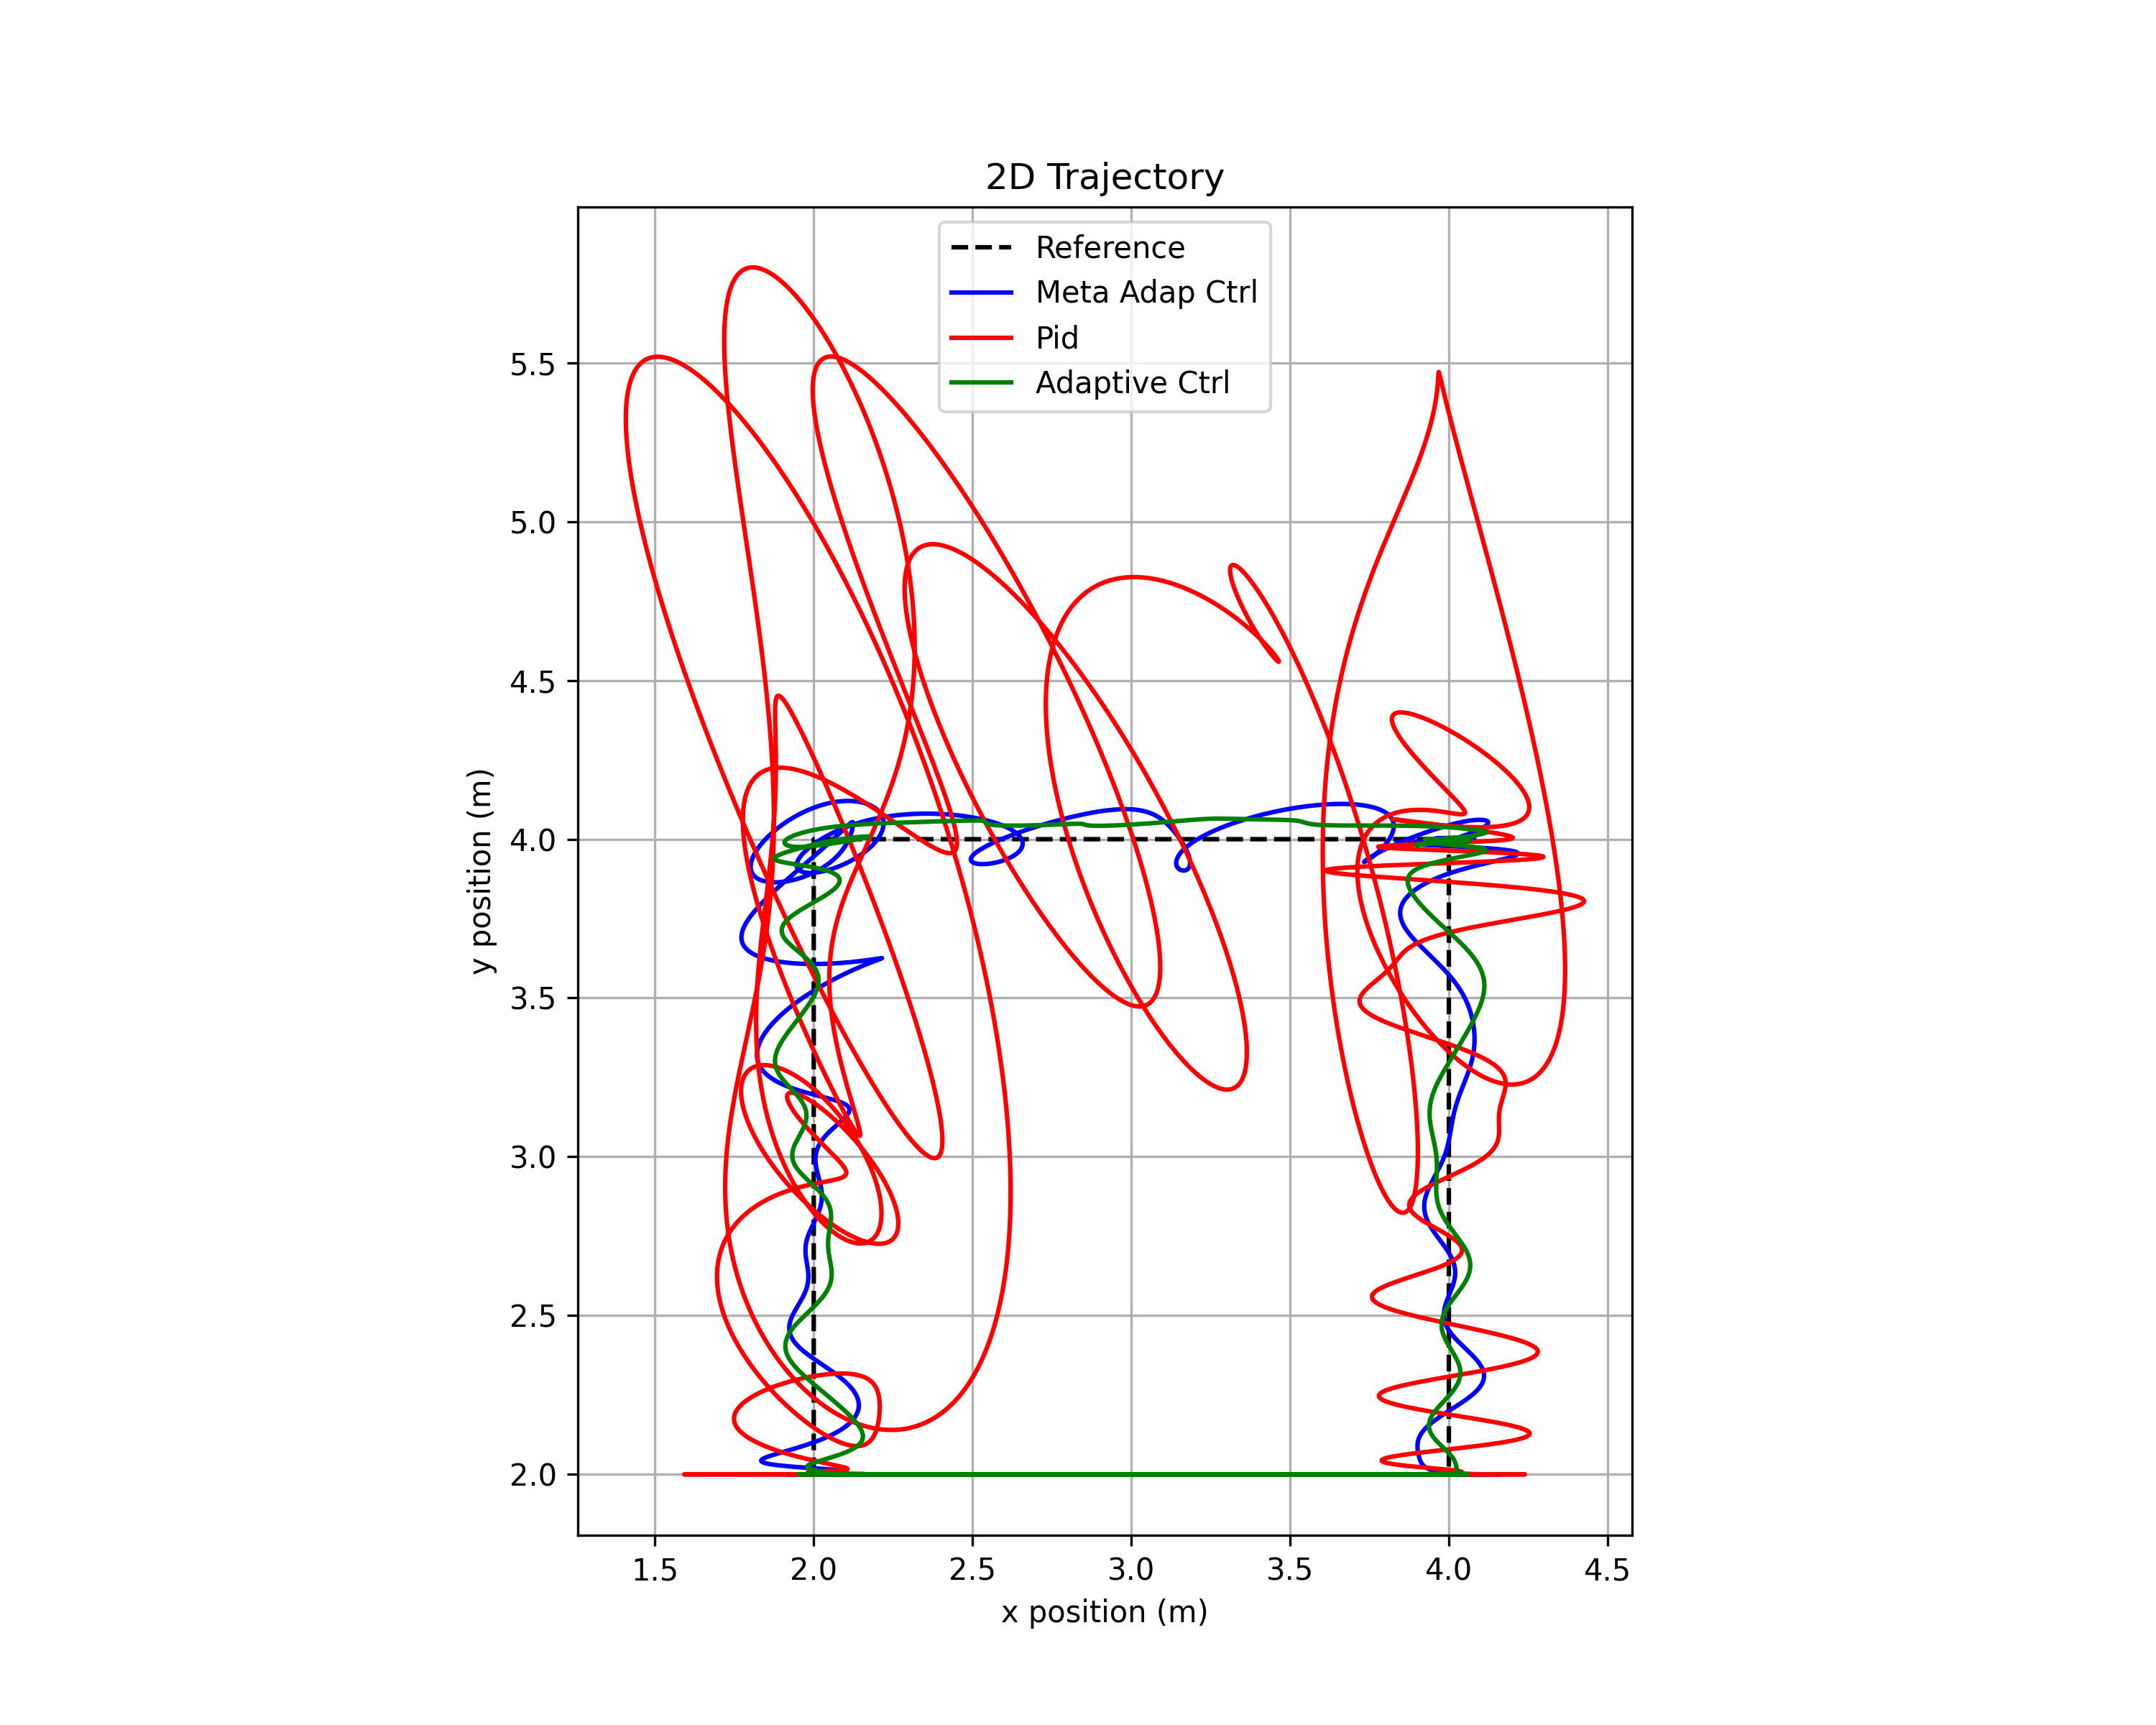 2D Trajectory
Reference
Meta Adap Ctrl
Pid
Adaptive Ctrl
5.5
5.0
4.5
4.0
3.5
3.0
2.5
2.0
y position (m)
1.5 2.0 2.5 3.0 3.5 4.0 4.5
x position (m)